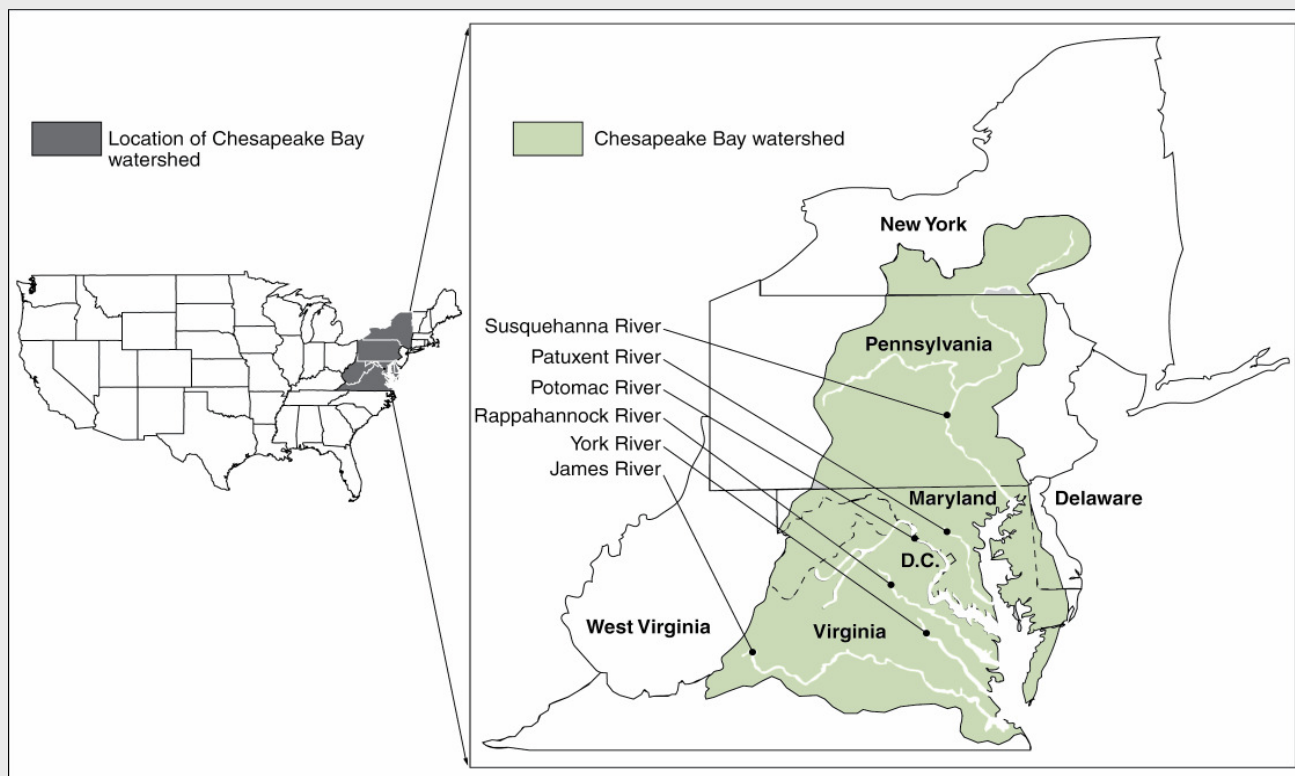 Location of Chesapeake Bay
watershed
Chesapeake Bay watershed
New York
Susquehanna River
Pennsylvania
Patuxent River
Potomac River
Rappahannock River
York River
James River
Maryland
Delaware
D.C.
West Virginia
Virginia